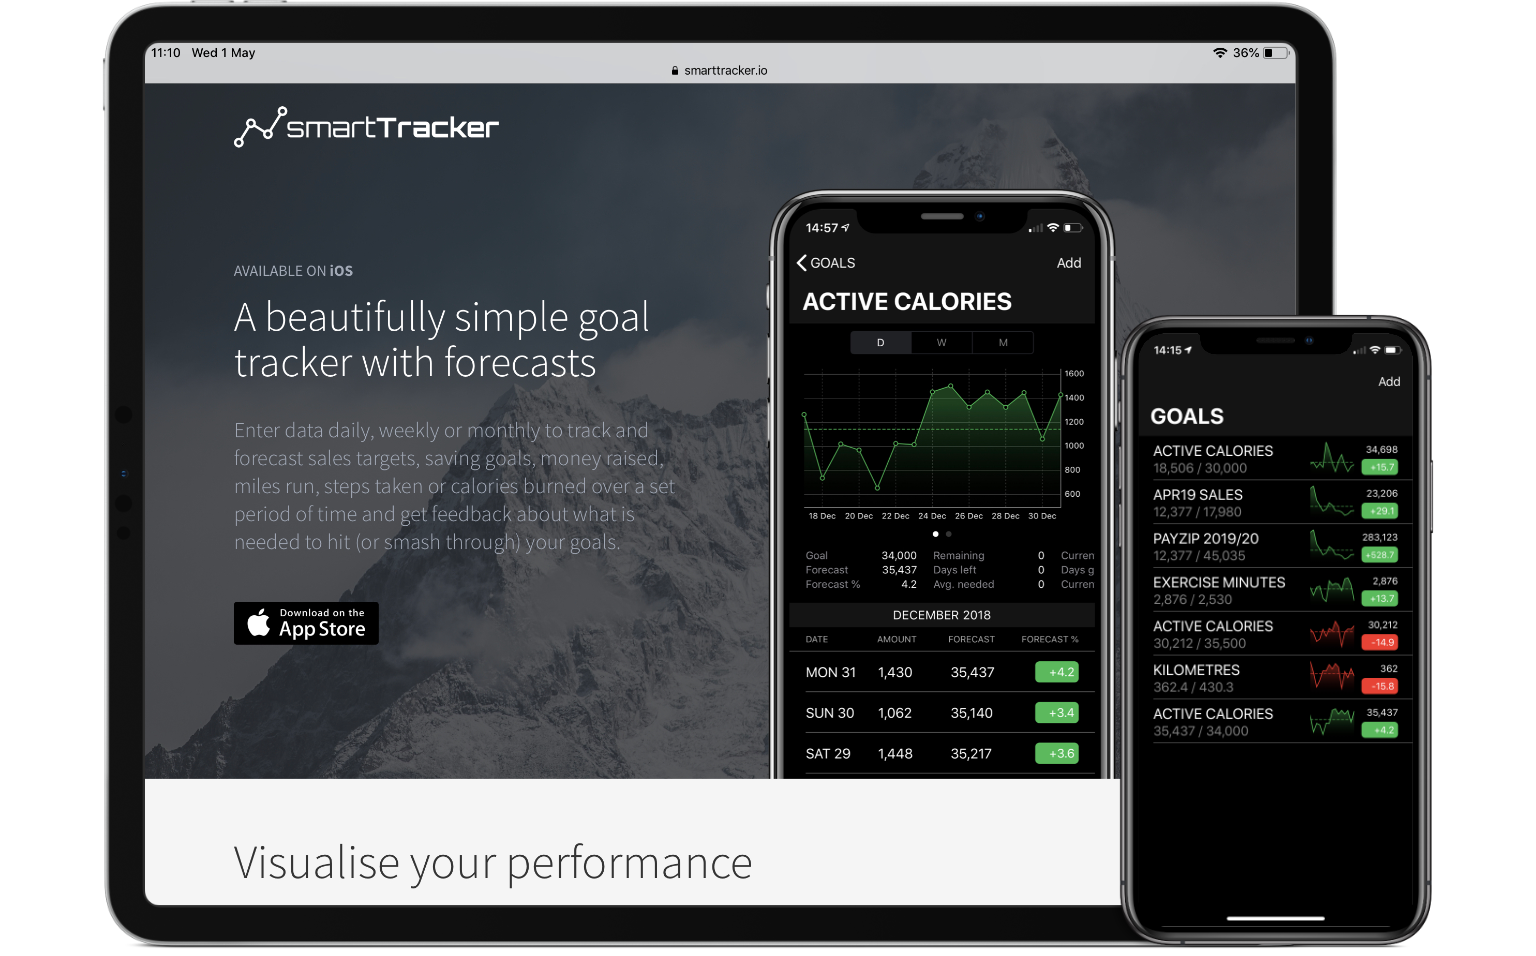 11:10 Wed 1 May
36%
smarttracker.io
smartTracker
AVAILABLE ON iOS
A beautifully simple goal
tracker with forecasts
Enter data daily, weekly or monthly to track and
forecast sales targets, saving goals, money raised,
miles run, steps taken or calories burned over a set
period of time and get feedback about what is
needed to hit (or smash through) your goals.
Download on the
App Store
Visualise your performance
14:57
GOALS Add
ACTIVE CALORIES
D W M
1600
1400
1200
1000
800
600
18 Dec 20 Dec 22 Dec 24 Dec 26 Dec 28 Dec 30 Dec
Goal 34,000 Remaining 0 Curren
Forecast 35,437 Days left 0 Days g
Forecast % 4.2 Avg. needed 0 Curren
DECEMBER 2018
DATE AMOUNT FORECAST FORECAST %
MON 31 1,430 35,437 +4.2
SUN 30 1,062 35,140 +3.4
SAT 29 1,448 35,217 +3.6
14:15
Add
GOALS
ACTIVE CALORIES 34,698
18,506 / 30,000 +15.7
APR19 SALES 23,206
12,377 / 17,980 +29.1
PAYZIP 2019/20 283,123
12,377 / 45,035 +528.7
EXERCISE MINUTES 2,876
2,876 / 2,530 +13.7
ACTIVE CALORIES 30,212
30,212 / 35,500 -14.9
KILOMETRES 362
362.4 / 430.3 -15.8
ACTIVE CALORIES 35,437
35,437 / 34,000 +4.2